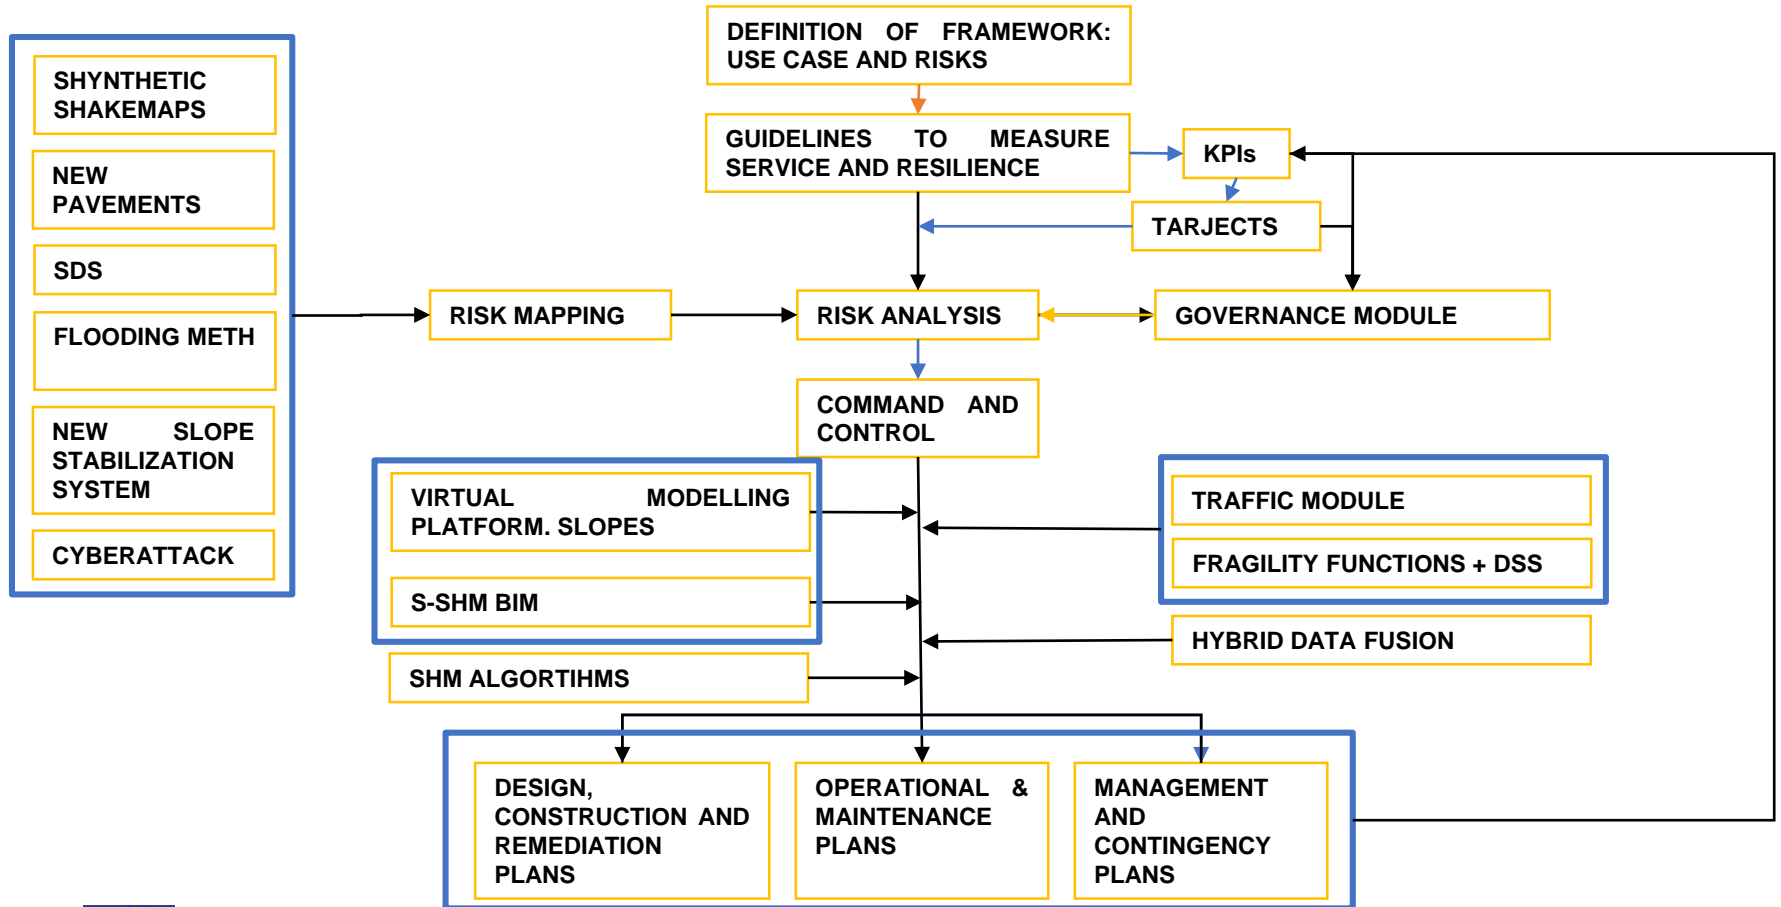 DEFINITION OF FRAMEWORK:
USE CASE AND RISKS
SHYNTHETIC
SHAKEMAPS
NEW
PAVEMENTS
SDS
FLOODING METH
NEW SLOPE
STABILIZATION
SYSTEM
CYBERATTACK
GUIDELINES TO MEASURE
SERVICE AND RESILIENCE
KPIs
TARJECTS
RISK MAPPING
RISK ANALYSIS
GOVERNANCE MODULE
COMMAND AND
CONTROL
VIRTUAL MODELLING
PLATFORM. SLOPES
S-SHM BIM
SHM ALGORTIHMS
TRAFFIC MODULE
FRAGILITY FUNCTIONS + DSS
HYBRID DATA FUSION
DESIGN,
CONSTRUCTION AND
REMEDIATION
PLANS
OPERATIONAL &
MAINTENANCE
PLANS
MANAGEMENT
AND
CONTINGENCY
PLANS